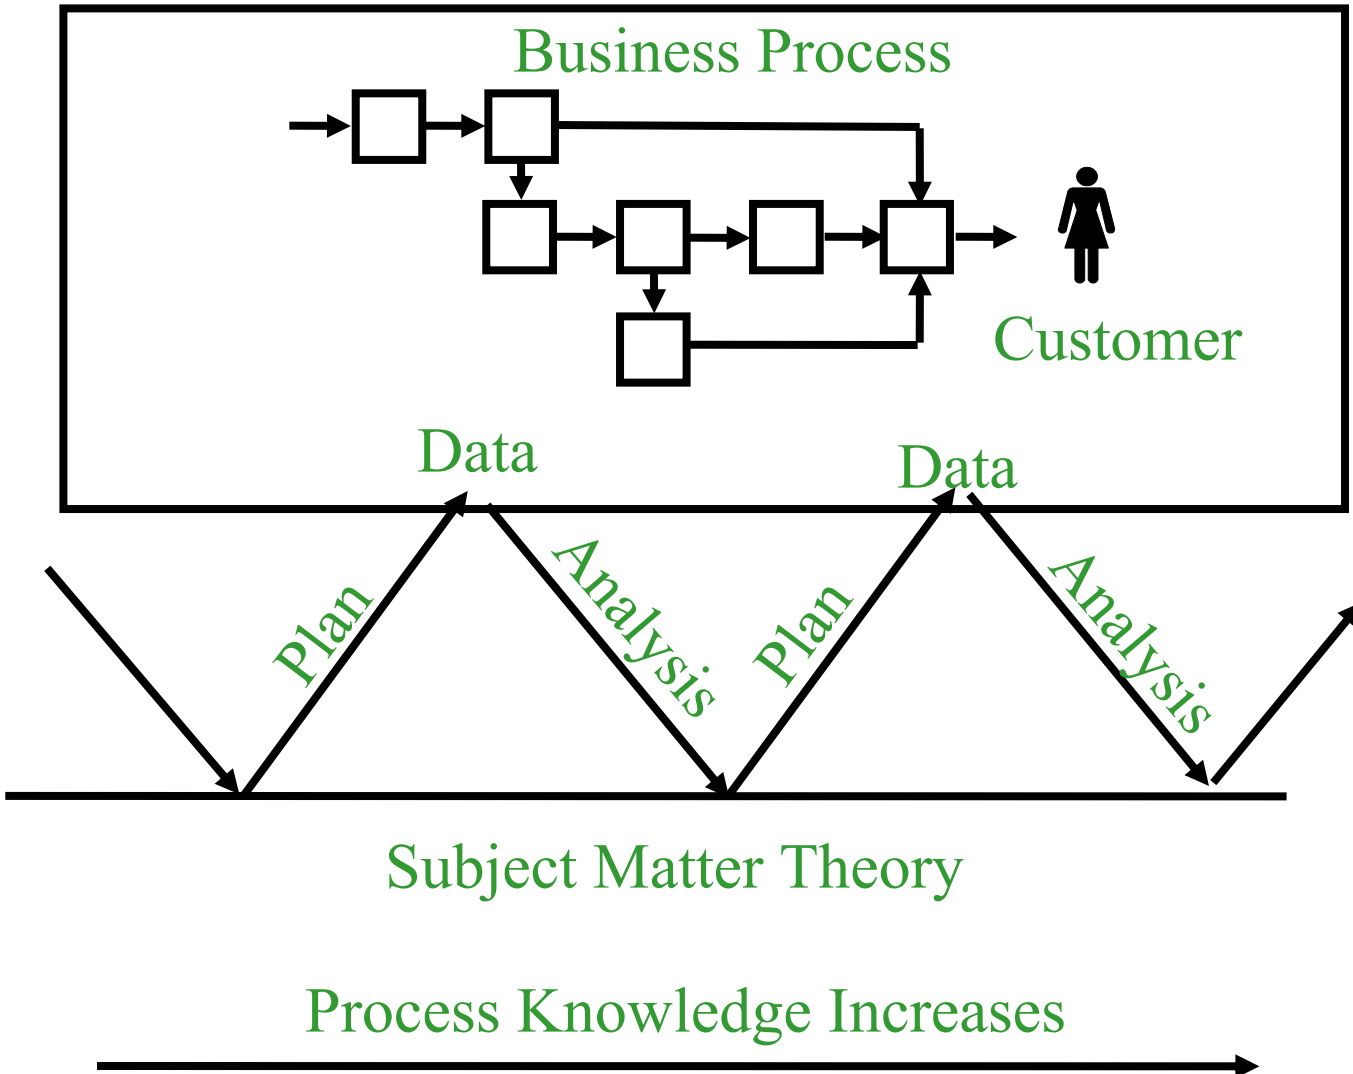 Business Process
Customer
Data
Data
Plan
Analysis
Plan
Analysis
Subject Matter Theory
Process Knowledge Increases